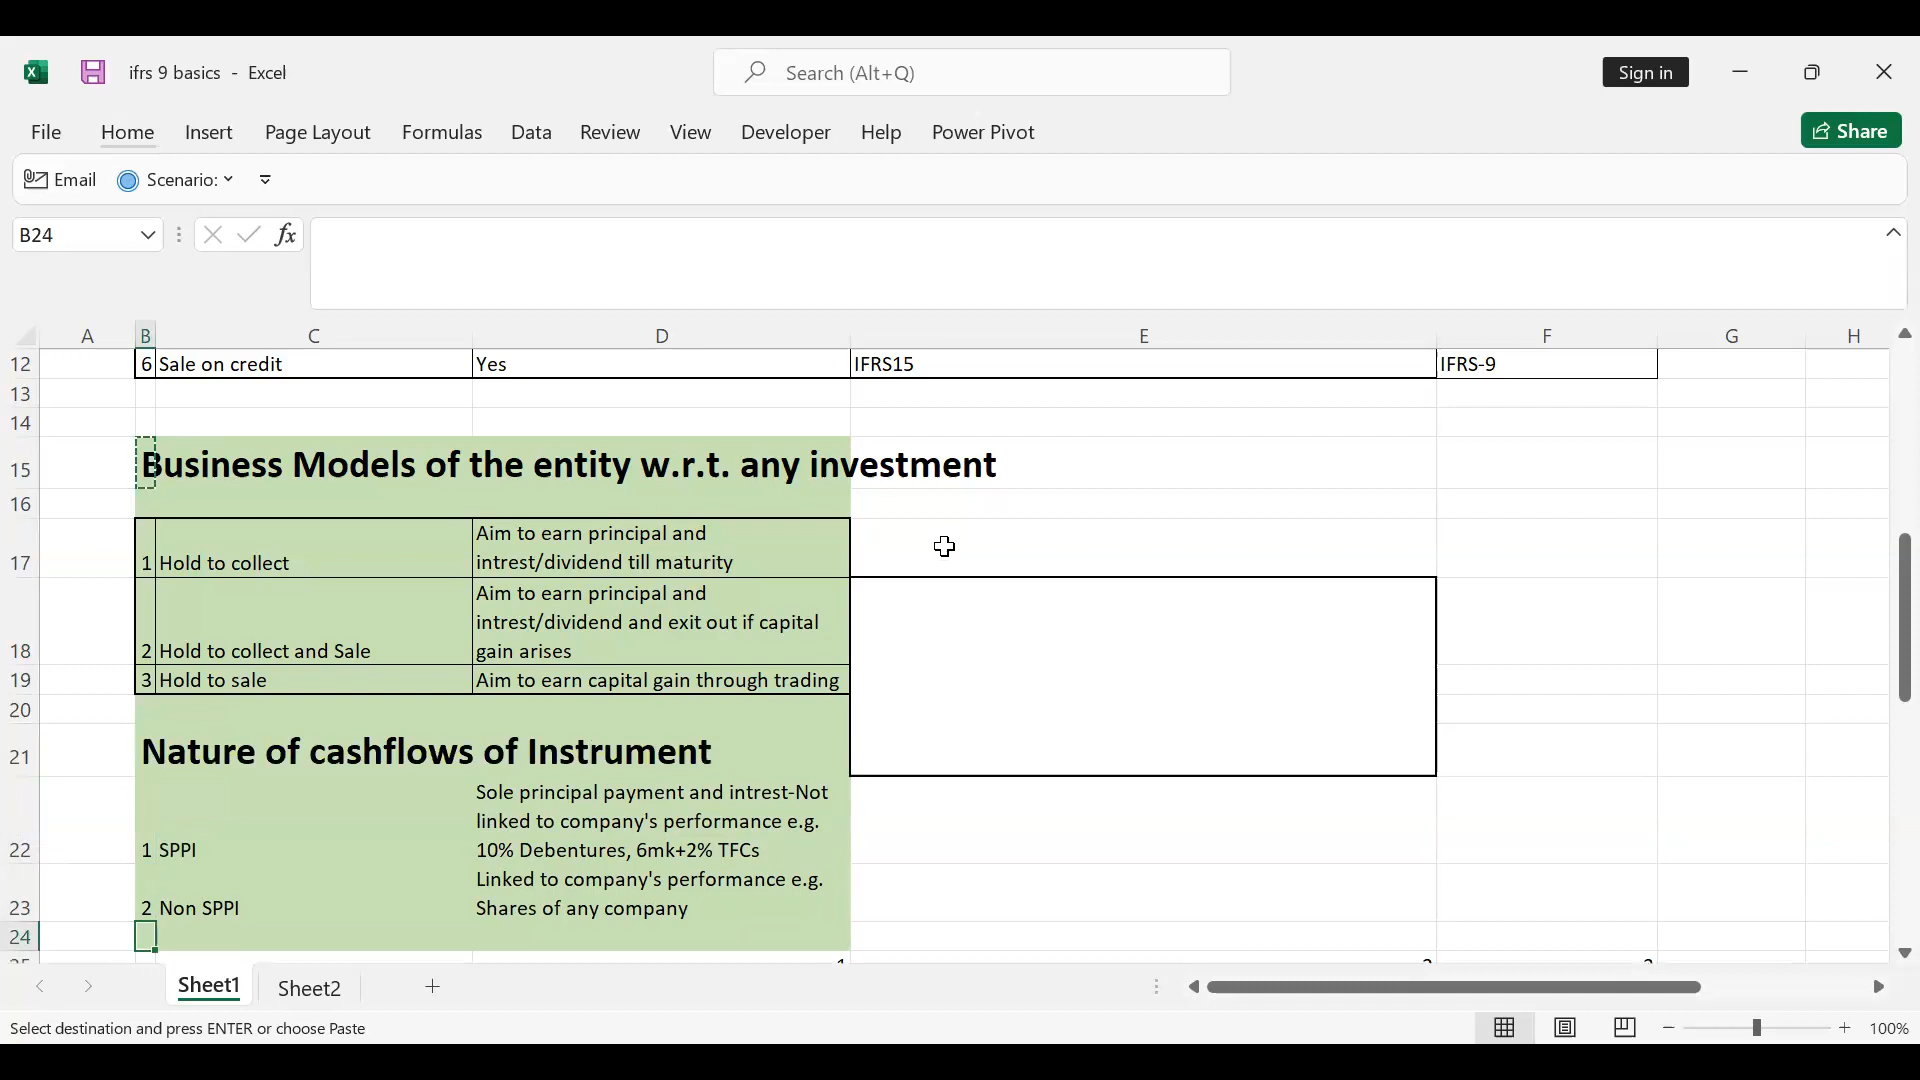 ifrs 9 basics - Excel
Search (Alt+Q)
Sign in
File Home Insert Page Layout Formulas Data Review View Developer Help Power Pivot
Share
Email Scenario:
B24
fx
A B C D E F G H
12 6 Sale on credit Yes IFRS15 IFRS-9
13
14
15 Business Models of the entity w.r.t. any investment
16
Aim to earn principal and
17 1 Hold to collect intrest/dividend till maturity
Aim to earn principal and
intrest/dividend and exit out if capital
18 2 Hold to collect and Sale gain arises
19 3 Hold to sale Aim to earn capital gain through trading
20
21 Nature of cashflows of Instrument
Sole principal payment and intrest-Not
linked to company's performance e.g.
22 1 SPPI 10% Debentures, 6mk+2% TFCs
Linked to company's performance e.g.
23 2 Non SPPI Shares of any company
24
Sheet1 Sheet2
Select destination and press ENTER or choose Paste
100%